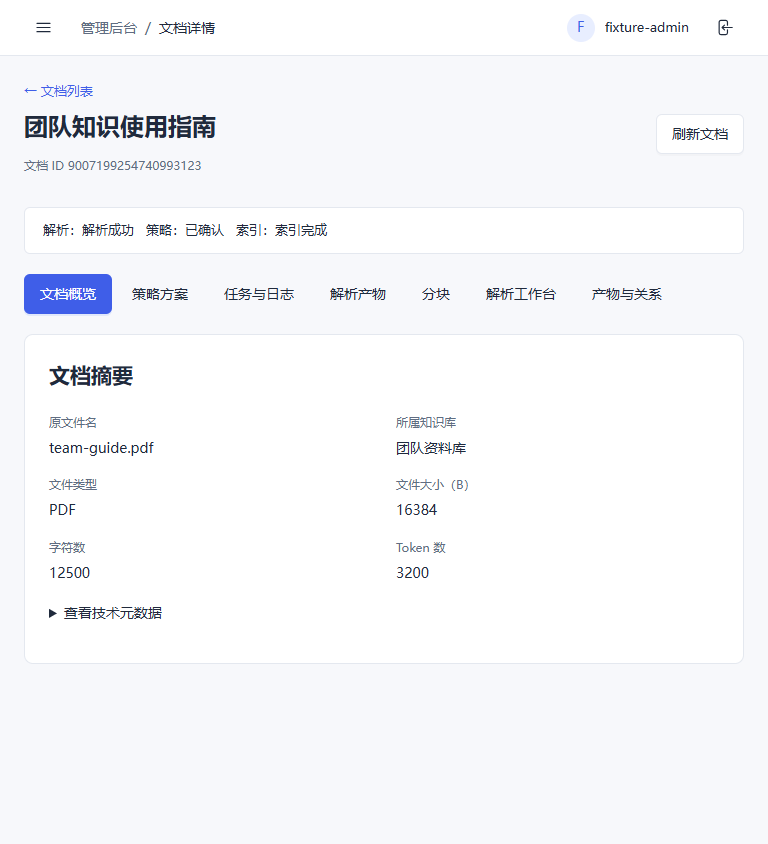 管理后台 / 文档详情
F fixture-admin
← 文档列表
团队知识使用指南
刷新文档
文档 ID 9007199254740993123
解析：解析成功 策略：已确认 索引：索引完成
文档概览 策略方案 任务与日志 解析产物 分块 解析工作台 产物与关系
文档摘要
原文件名 所属知识库
team-guide.pdf 团队资料库
文件类型 文件大小（B）
PDF 16384
字符数 Token 数
12500 3200
▶ 查看技术元数据